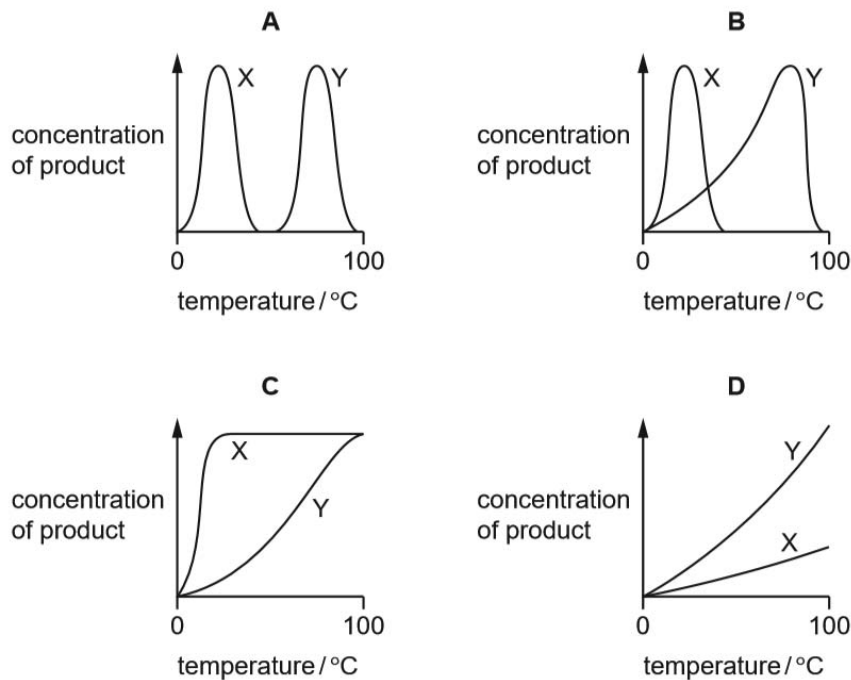 A
X
Y
concentration
of product
0
100
temperature / °C
B
X
Y
concentration
of product
0
100
temperature / °C
C
X
Y
concentration
of product
0
100
temperature / °C
D
Y
X
concentration
of product
0
100
temperature / °C